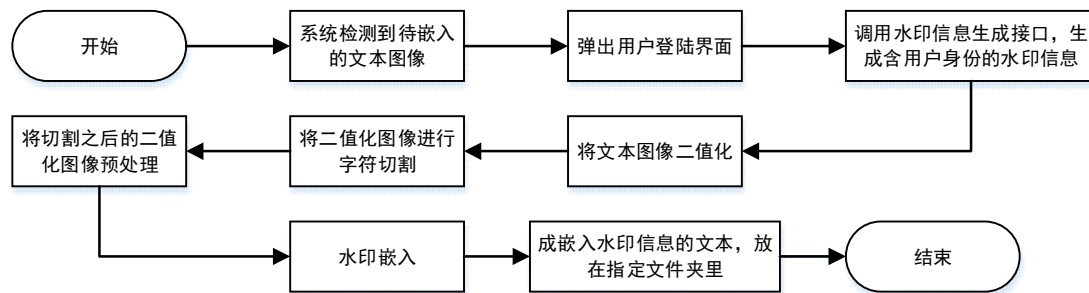 开始
系统检测到待嵌入
的文本图像
弹出用户登陆界面
调用水印信息生成接口，生
成含用户身份的水印信息
将文本图像二值化
将二值化图像进行
字符切割
将切割之后的二值
化图像预处理
水印嵌入
成嵌入水印信息的文本，放
在指定文件夹里
结束